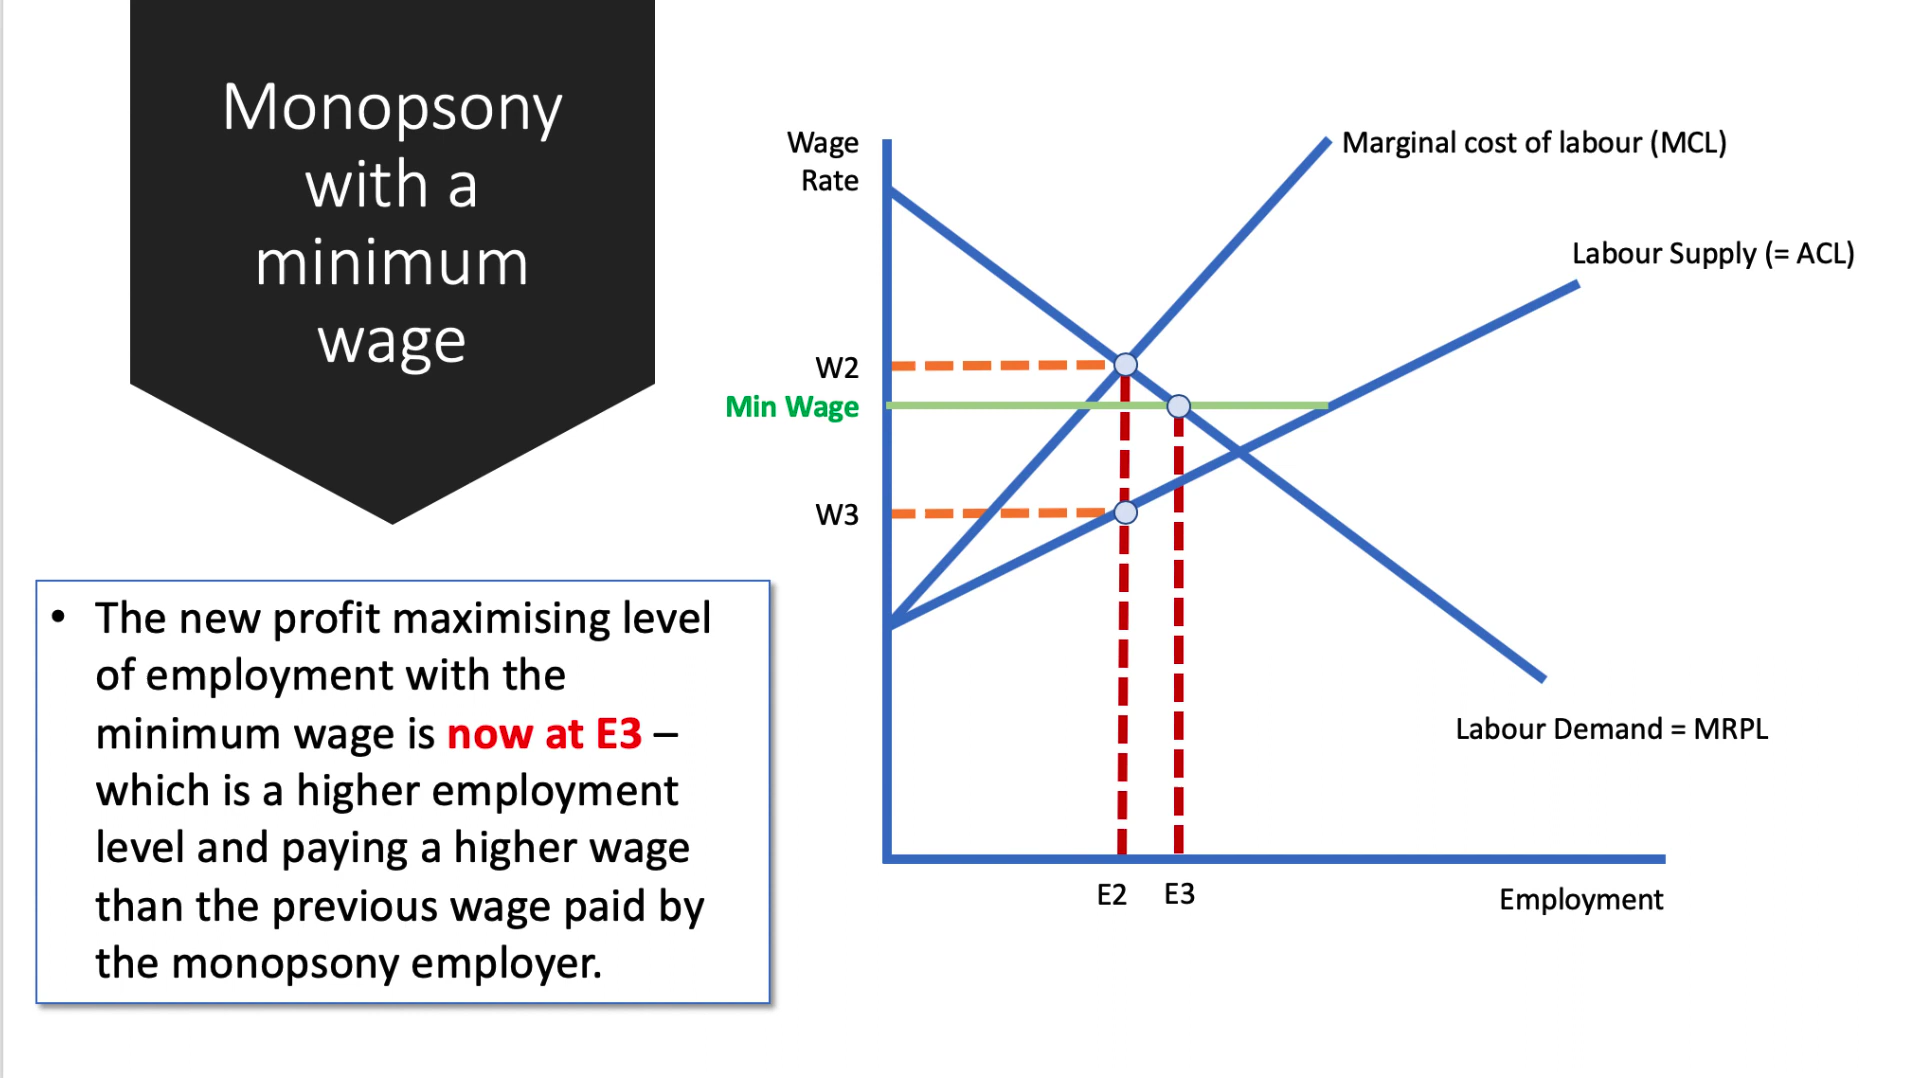 Monopsony
with a
minimum
wage
• The new profit maximising level
of employment with the
minimum wage is now at E3 –
which is a higher employment
level and paying a higher wage
than the previous wage paid by
the monopsony employer.
Wage
Rate
Marginal cost of labour (MCL)
Labour Supply (= ACL)
W2
Min Wage
W3
Labour Demand = MRPL
E2
E3
Employment